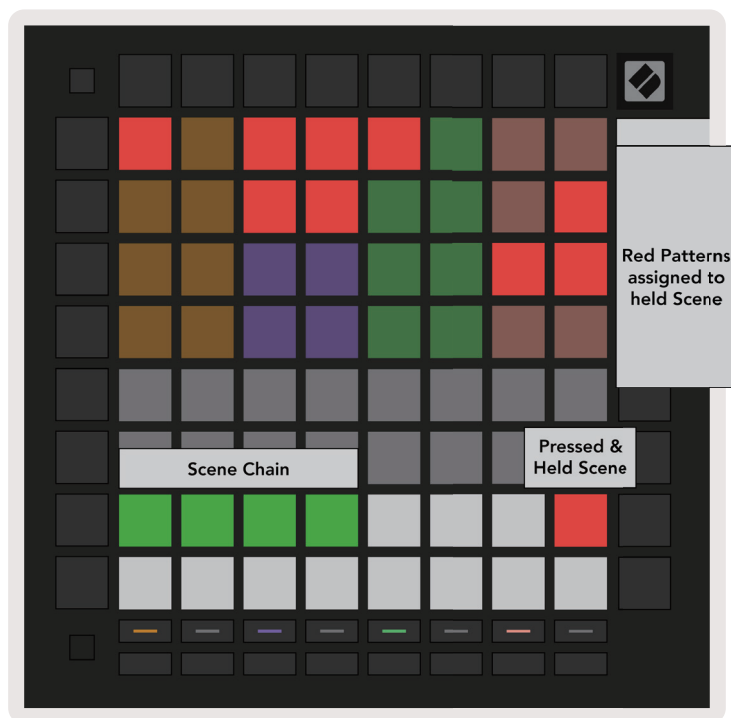 Red Patterns
assigned to
held Scene
Pressed &
Held Scene
Scene Chain